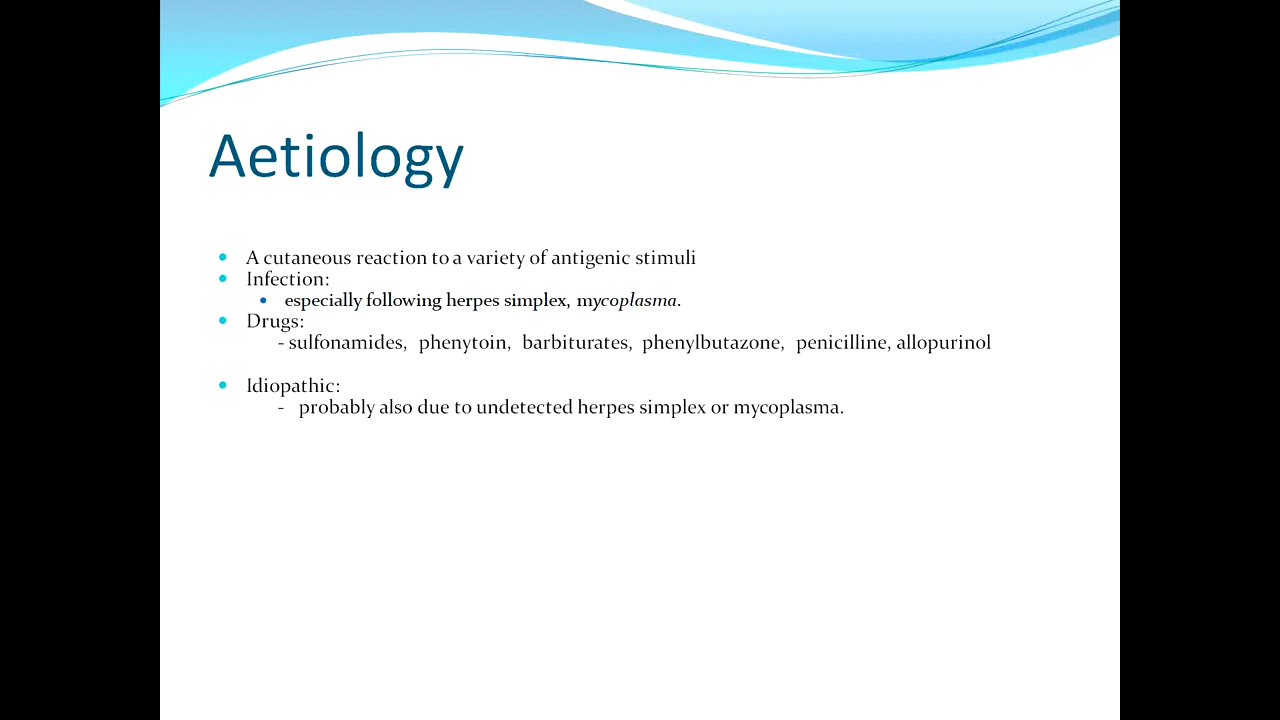 Aetiology
• A cutaneous reaction to a variety of antigenic stimuli
• Infection:
• especially following herpes simplex, mycoplasma.
• Drugs:
- sulfonamides, phenytoin, barbiturates, phenylbutazone, penicilline, allopurinol
• Idiopathic:
- probably also due to undetected herpes simplex or mycoplasma.